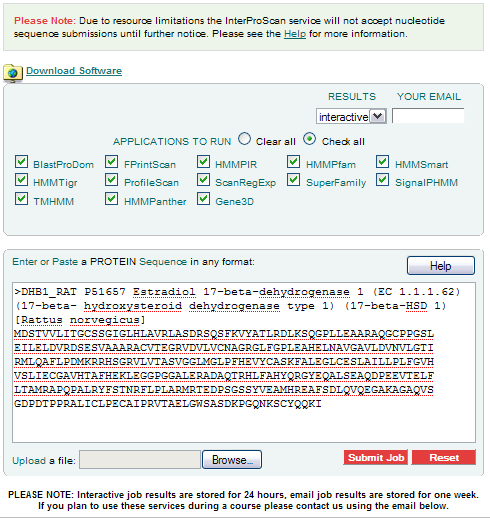 Please Note: Due to resource limitations the InterProScan service will not accept nucleotide
sequence submissions until further notice. Please see the Help for more information.
Download Software
RESULTS YOUR EMAIL
interactive
APPLICATIONS TO RUN Clear all Check all
BlastProDom FPrintScan HMMPIR HMMPfam HMMSmart
HMMTigr ProfileScan ScanRegExp SuperFamily SignalPHMM
TMHMM HMMPanther Gene3D
Enter or Paste a PROTEIN Sequence in any format: Help
>DHB1_RAT P51657 Estradiol 17-beta-dehydrogenase 1 (EC 1.1.1.62)
(17-beta- hydroxysteroid dehydrogenase type 1) (17-beta-HSD 1)
[Rattus norvegicus]
MDSTVVLITGCSSGIGLHLAVRLASDRSQSFKVYATLRDLKSQGPLLEAARAQGCPPGSL
EILELDVRDSESVAAARACVTEGRVDVLVCNAGRGLFGPLEAHELNAVGAVLDVNVLGTI
RMLQAFLPDMKRRHSGRVLVTASVGGLMGLPFHEVYCASKFALEGLCESLAILLPLFGVH
VSLIECGAVHTAFHEKLEGGPGGALERADAQTRHLFAHYQRGYEQALSEAQDPEEVTELF
LTAMRAPQPALRYFSTNRFLPLARMRTEDPSGSSYVEAMHREAFSDLQVQEGAKAGAQVS
GDPDTPPRALICLPECAIPRVTAELGWSASDKPGQNKSCYQQKI
Upload a file: Browse... Submit Job Reset
PLEASE NOTE: Interactive job results are stored for 24 hours, email job results are stored for one week.
If you plan to use these services during a course please contact us using the email below.